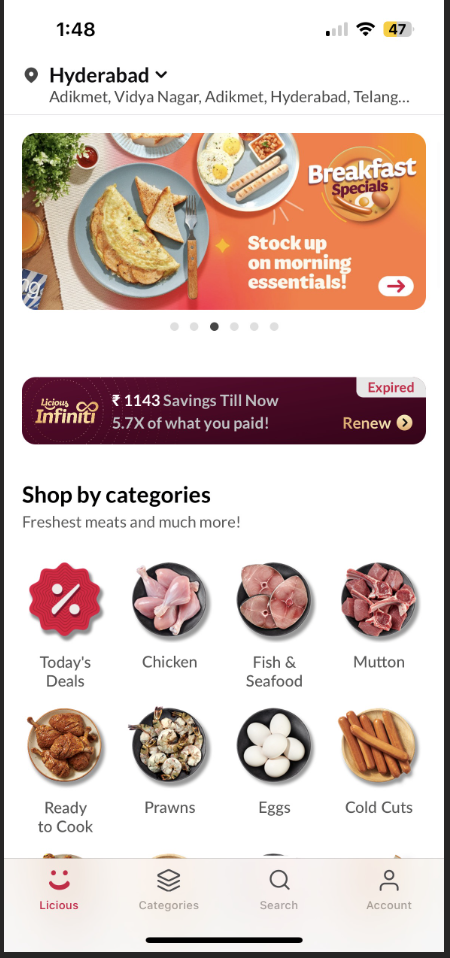 1:48
47
Hyderabad
Adikmet, Vidya Nagar, Adikmet, Hyderabad, Telang...
Breakfast
Specials
Stock up
on morning
essentials!
Expired
Licious
Infiniti
₹ 1143 Savings Till Now
5.7X of what you paid!
Renew
Shop by categories
Freshest meats and much more!
%
Today's
Deals
Chicken
Fish &
Seafood
Mutton
Ready
to Cook
Prawns
Eggs
Cold Cuts
Licious
Categories
Search
Account